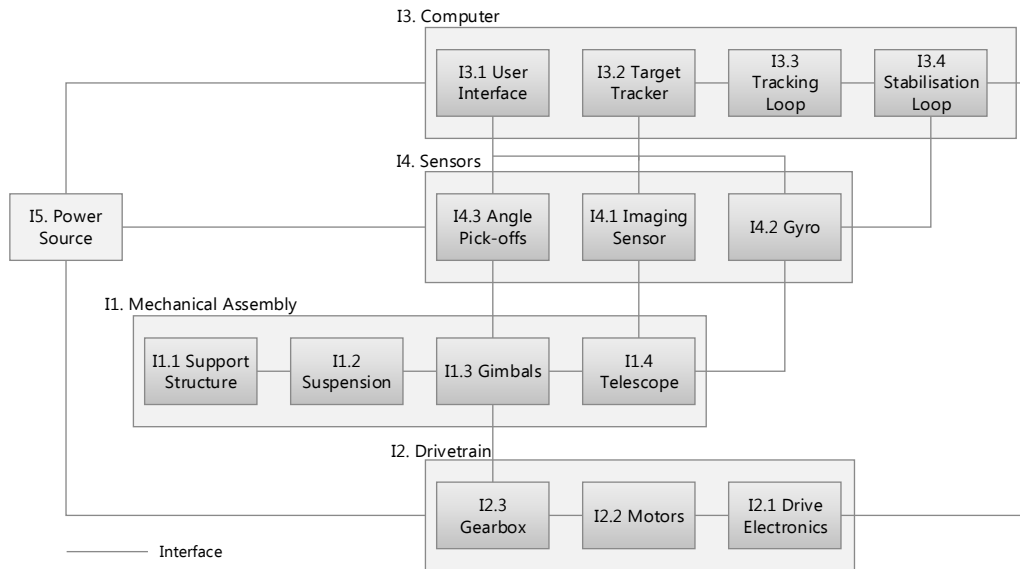 I3. Computer
I3.1 User
Interface
I3.2 Target
Tracker
I3.3
Tracking
Loop
I3.4
Stabilisation
Loop
I4. Sensors
I5. Power
Source
I4.3 Angle
Pick-offs
I4.1 Imaging
Sensor
I4.2 Gyro
I1. Mechanical Assembly
I1.1 Support
Structure
I1.2
Suspension
I1.3 Gimbals
I1.4
Telescope
I2. Drivetrain
I2.3
Gearbox
I2.2 Motors
I2.1 Drive
Electronics
Interface